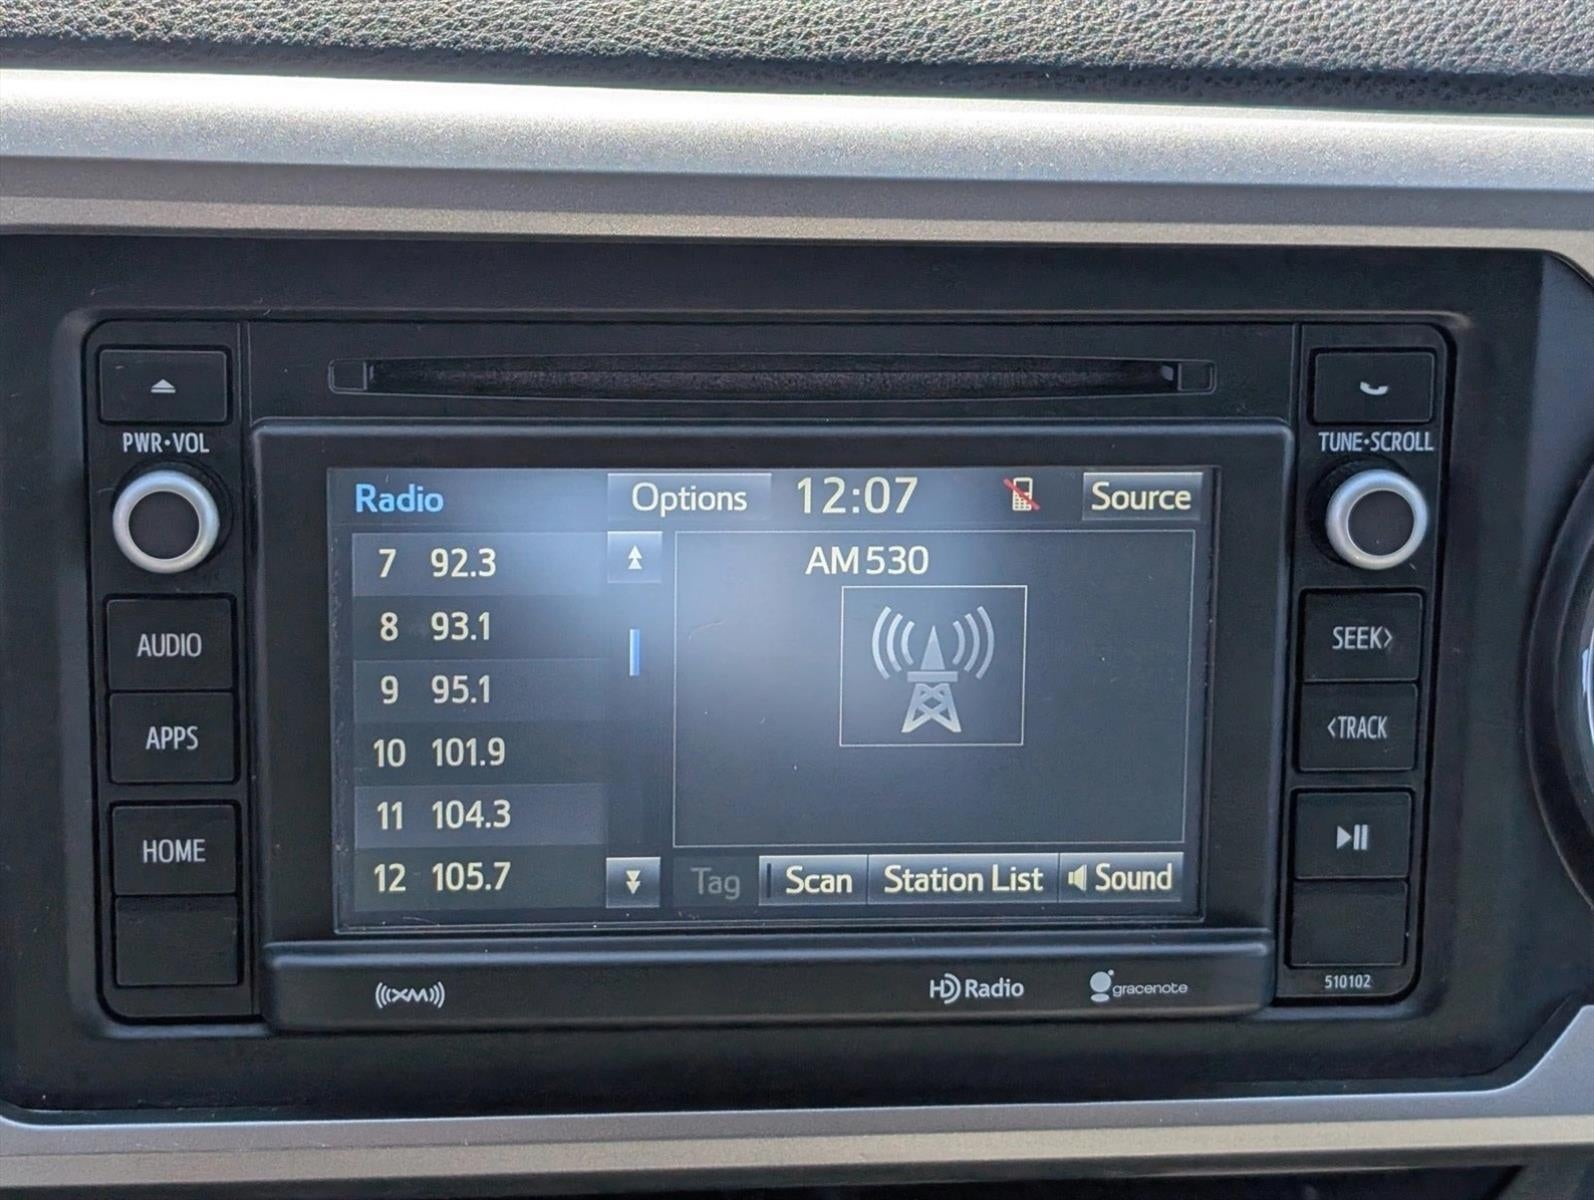 PWR•VOL
TUNE•SCROLL
Radio Options 12:07 Source
7 92.3
AM 530
8 93.1
9 95.1
10 101.9
11 104.3
12 105.7
Tag Scan Station List Sound
AUDIO
APPS
HOME
SEEK>
<TRACK
((XM))
HD Radio
gracenote
510102